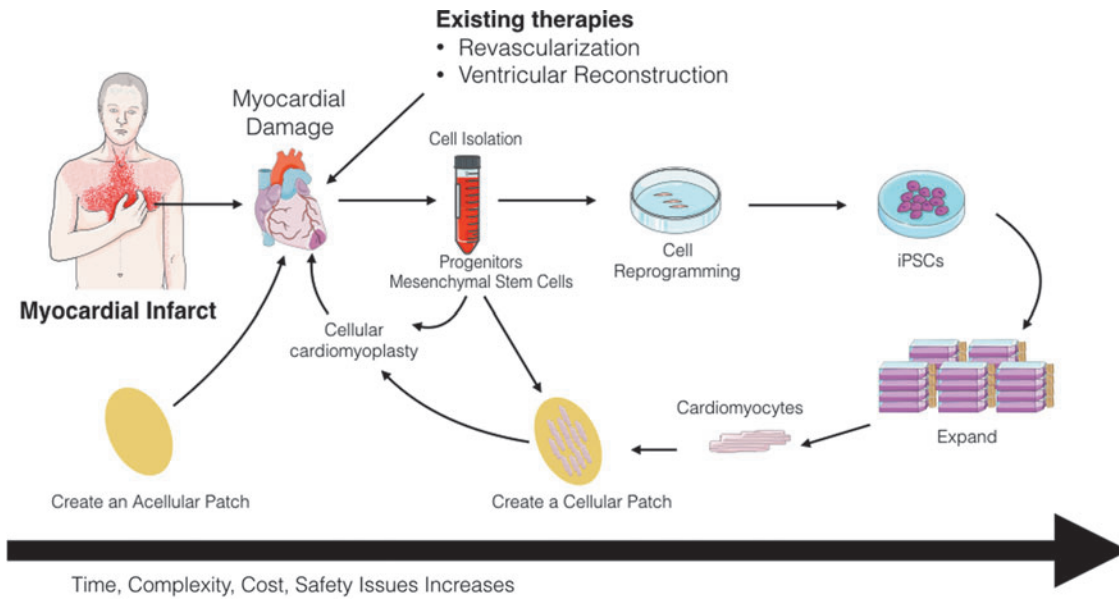 Existing therapies
• Revascularization
• Ventricular Reconstruction
Myocardial
Damage
Cell Isolation
Progenitors
Mesenchymal Stem Cells
Cell
Reprogramming
iPSCs
Myocardial Infarct
Cellular
cardiomyoplasty
Cardiomyocytes
Expand
Create an Acellular Patch
Create a Cellular Patch
Time, Complexity, Cost, Safety Issues Increases